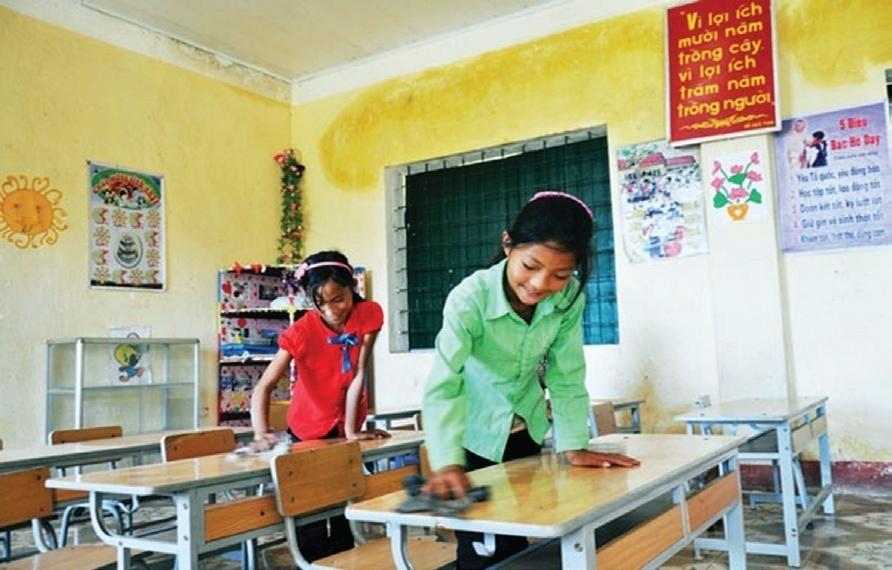 "Vì lợi ích
mười năm
trồng cây.
vì lợi ích
trăm năm
trồng người."
5 Điều
Bác Hồ Dạy
Yêu Tổ quốc, yêu đồng bào
Học tập tốt, lao động tốt
Đoàn kết tốt, kỷ luật tốt
Giữ gìn vệ sinh thật tốt
Khiêm tốn, thật thà, dũng cảm